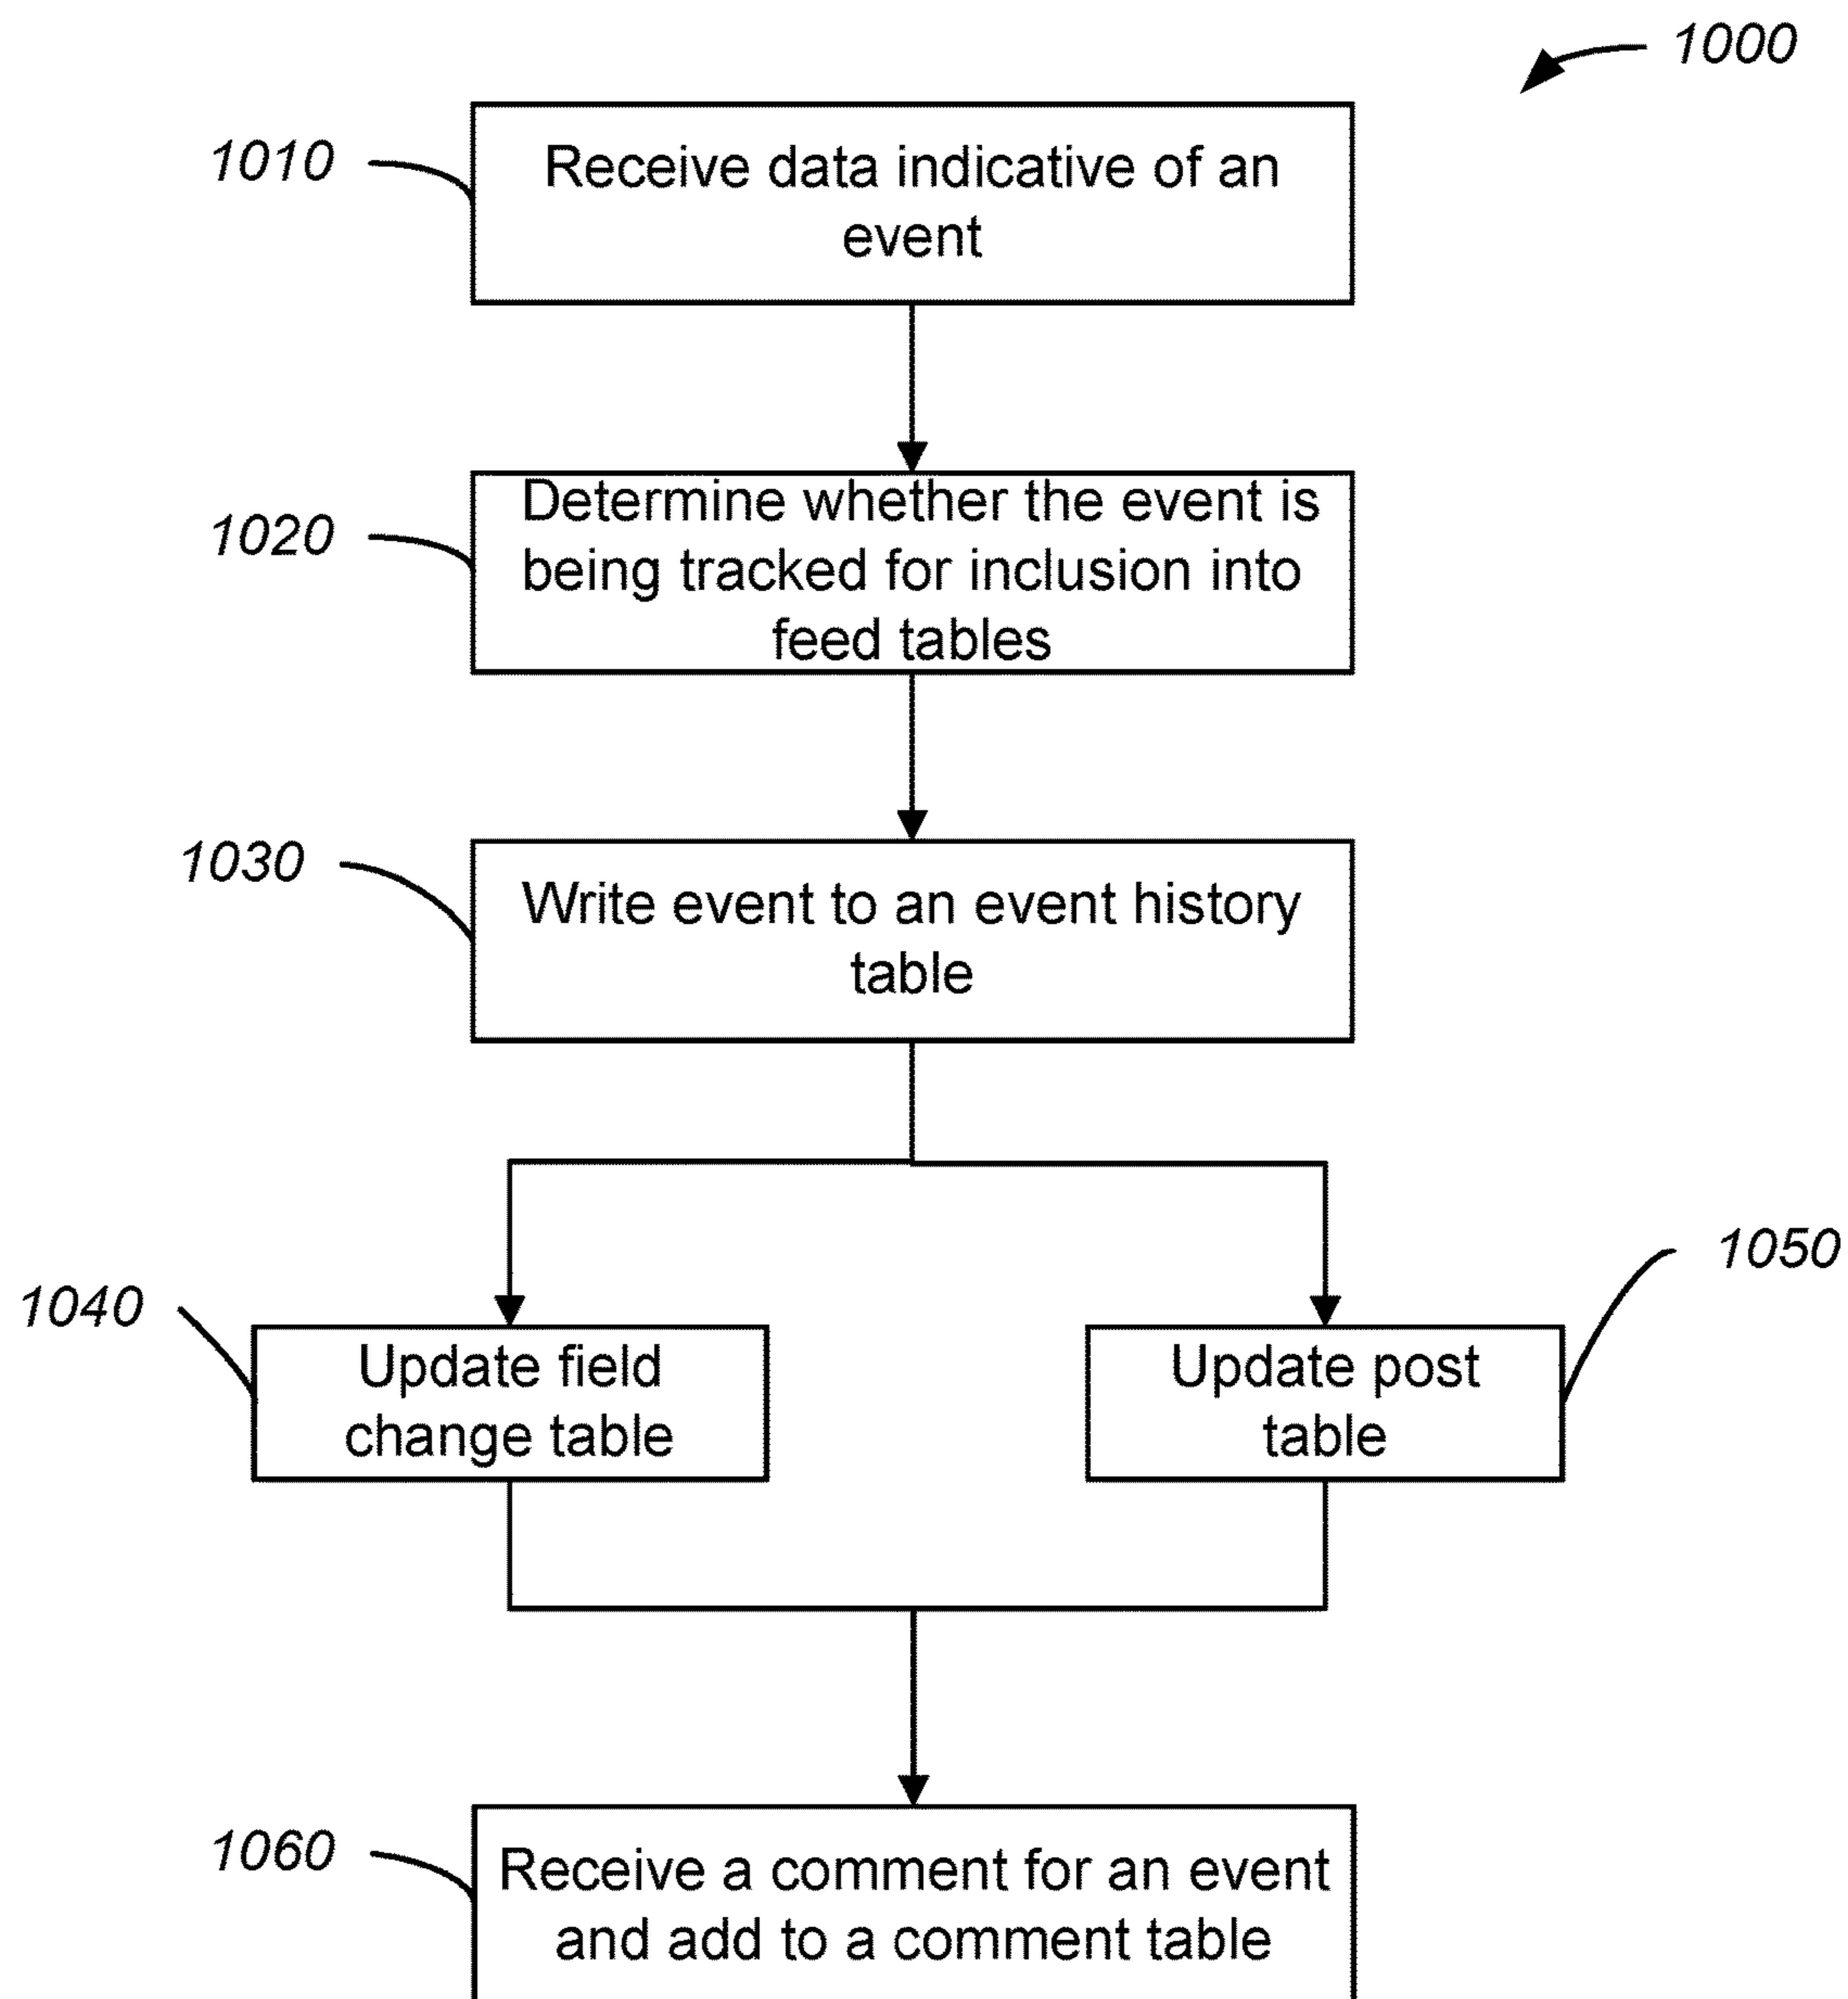 1000
1010
Receive data indicative of an
event
1020
Determine whether the event is
being tracked for inclusion into
feed tables
1030
Write event to an event history
table
1040
Update field
change table
1050
Update post
table
1060
Receive a comment for an event
and add to a comment table